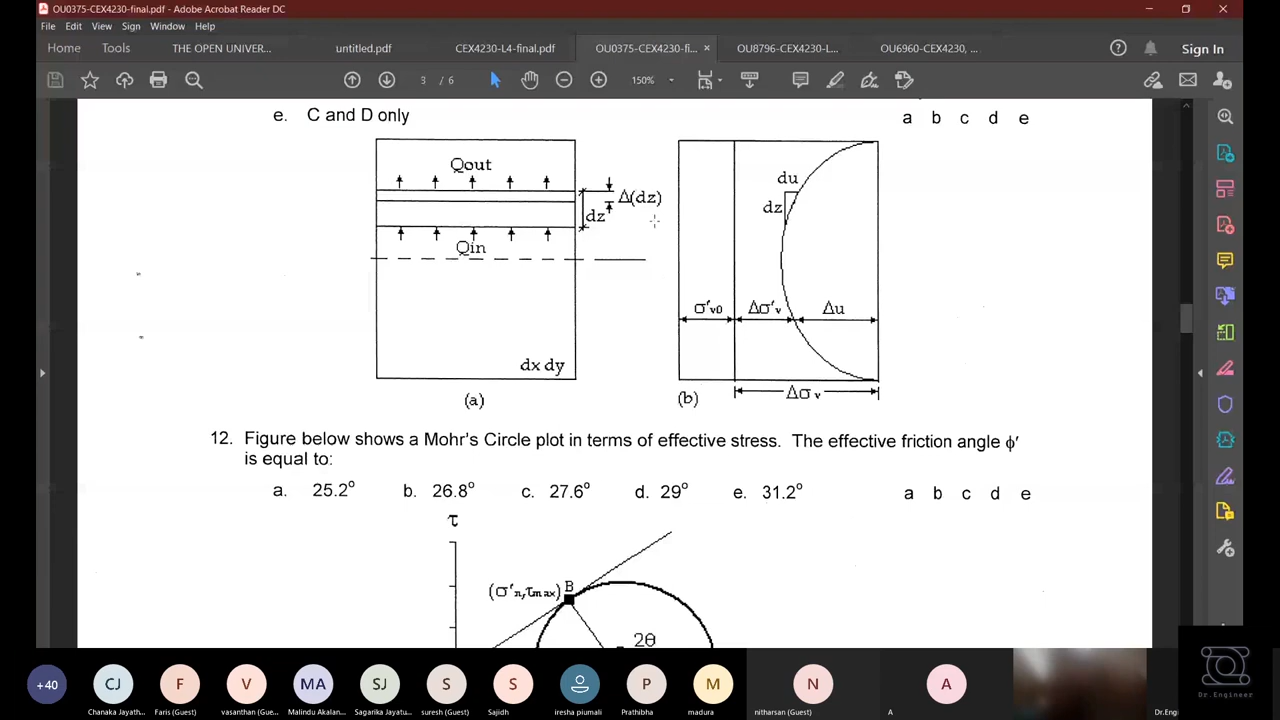 OU0375-CEX4230-final.pdf - Adobe Acrobat Reader DC
File Edit View Sign Window Help
Home Tools THE OPEN UNIVER... untitled.pdf CEX4230-L4-final.pdf OU0375-CEX4230-fi... × OU8796-CEX4230-L... OU6960-CEX4230, ... Sign In
3 / 6 150%
e. C and D only a b c d e
Qout
Δ(dz)
dz
Qin
dx dy
(a)
du
dz
σ'v0 Δσ'v Δu
Δσv
(b)
12. Figure below shows a Mohr's Circle plot in terms of effective stress. The effective friction angle ϕ'
is equal to:
a. 25.2° b. 26.8° c. 27.6° d. 29° e. 31.2° a b c d e
τ
(σ'n,τmax) B
2θ
+40 CJ F V MA SJ S S P M N A
Chanaka Jayath... Faris (Guest) vasanthan (Gue... Malindu Akalan... Sagarika Jayatu... suresh (Guest) Sajidh iresha piumali Prathibha madura nitharsan (Guest) A Dr.Engine
Dr.Engineer